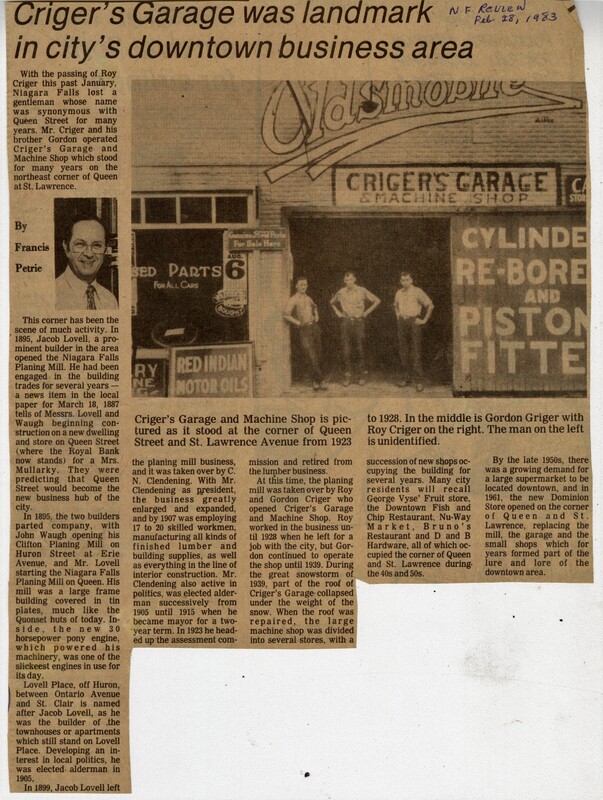 Criger's Garage was landmark
in city's downtown business area
N.F. REVIEW
Feb. 28, 1983
With the passing of Roy
Criger this past January,
Niagara Falls lost a
gentleman whose name
was synonymous with
Queen Street for many
years. Mr. Criger and his
brother Gordon operated
Criger's Garage and
Machine Shop which stood
for many years on the
northeast corner of Queen
at St. Lawrence.
By
Francis
Petrie
This corner has been the
scene of much activity. In
1895, Jacob Lovell, a pro-
minent builder in the area
opened the Niagara Falls
Planing Mill. He had been
engaged in the building
trades for several years —
a news item in the local
paper for March 18, 1887
tells of Messrs. Lovell and
Waugh beginning con-
struction on a new dwelling
and store on Queen Street
(where the Royal Bank
now stands) for a Mrs.
Mullarky. They were
predicting that Queen
Street would become the
new business hub of the
city.
In 1895, the two builders
parted company, with
John Waugh opening his
Clifton Planing Mill on
Huron Street at Erie
Avenue, and Mr. Lovell
starting the Niagara Falls
Planing Mill on Queen. His
mill was a large frame
building covered in tin
plates, much like the
Quonset huts of today. In-
side, the new 30
horsepower pony engine,
which powered his
machinery, was one of the
slickest engines in use for
its day.
Lovell Place, off Huron,
between Ontario Avenue
and St. Clair is named
after Jacob Lovell, as he
was the builder of the
townhouses or apartments
which still stand on Lovell
Place. Developing an in-
terest in local politics, he
was elected alderman in
1905.
In 1899, Jacob Lovell left
Oldsmobile
CRIGER'S GARAGE
& MACHINE SHOP
CA
STOR
Genuine Steel Parts
For Sale Here
SED PARTS
FOR ALL CARS
AUG.
6
BOUGHT
RY
NE
RED INDIAN
MOTOR OILS
CYLINDE
RE-BORE
AND
PISTON
FITTE
Criger's Garage and Machine Shop is pic-
tured as it stood at the corner of Queen
Street and St. Lawrence Avenue from 1923
to 1928. In the middle is Gordon Griger with
Roy Criger on the right. The man on the left
is unidentified.
the planing mill business,
and it was taken over by C.
N. Clendening. With Mr.
Clendening as president,
the business greatly
enlarged and expanded,
and by 1907 was employing
17 to 20 skilled workmen,
manufacturing all kinds of
finished lumber and
building supplies, as well
as everything in the line of
interior construction. Mr.
Clendening also active in
politics, was elected alder-
man successively from
1905 until 1915 when he
became mayor for a two-
year term. In 1923 he head-
ed up the assessment com-
mission and retired from
the lumber business.
At this time, the planing
mill was taken over by Roy
and Gordon Criger who
opened Criger's Garage
and Machine Shop. Roy
worked in the business un-
til 1928 when he left for a
job with the city, but Gor-
don continued to operate
the shop until 1939. During
the great snowstorm of
1939, part of the roof of
Criger's Garage collapsed
under the weight of the
snow. When the roof was
repaired, the large
machine shop was divided
into several stores, with a
succession of new shops oc-
cupying the building for
several years. Many city
residents will recall
George Vyse' Fruit store,
the Downtown Fish and
Chip Restaurant, Nu-Way
Market, Bruno's
Restaurant and D and B
Hardware, all of which oc-
cupied the corner of Queen
and St. Lawrence during
the 40s and 50s.
By the late 1950s, there
was a growing demand for
a large supermarket to be
located downtown, and in
1961, the new Dominion
Store opened on the corner
of Queen and St.
Lawrence, replacing the
mill, the garage and the
small shops which for
years formed part of the
lure and lore of the
downtown area.